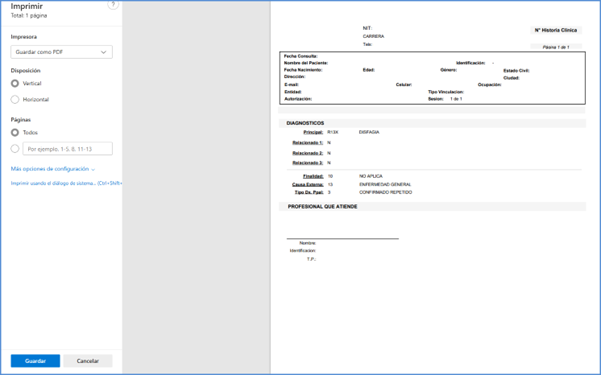 Imprimir
?
Total: 1 página
Impresora
Guardar como PDF
Disposición
Vertical
Horizontal
Páginas
Todos
Por ejemplo, 1-5, 8, 11-13
Más opciones de configuración
Imprimir usando el diálogo de sistema... (Ctrl+Shift+
Guardar
Cancelar
NIT:
CARRERA
Tels:
N° Historia Clinica
Página 1 de 1
Fecha Consulta:
Nombre del Paciente: Identificación: -
Fecha Nacimiento: Edad: Género: Estado Civil:
Dirección: Ciudad:
E-mail: Celular: Ocupación:
Entidad: Tipo Vinculacion:
Autorización: Sesion: 1 de 1
DIAGNOSTICOS
Principal: R13X DISFAGIA
Relacionado 1: N
Relacionado 2: N
Relacionado 3: N
Finalidad: 10 NO APLICA
Causa Externa: 13 ENFERMEDAD GENERAL
Tipo Dx. Ppal: 3 CONFIRMADO REPETIDO
PROFESIONAL QUE ATIENDE
Nombre:
Identificacion:
T.P.: